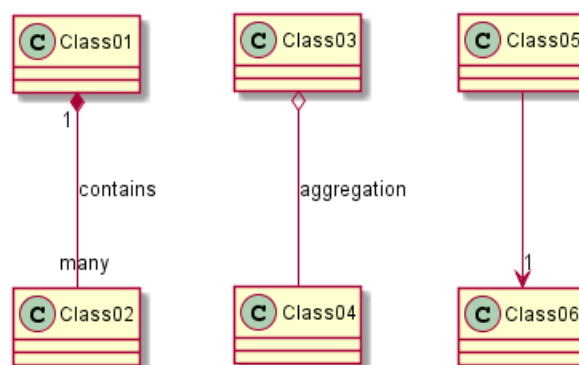 C Class01
C Class03
C Class05
1
contains
aggregation
many
1
C Class02
C Class04
C Class06